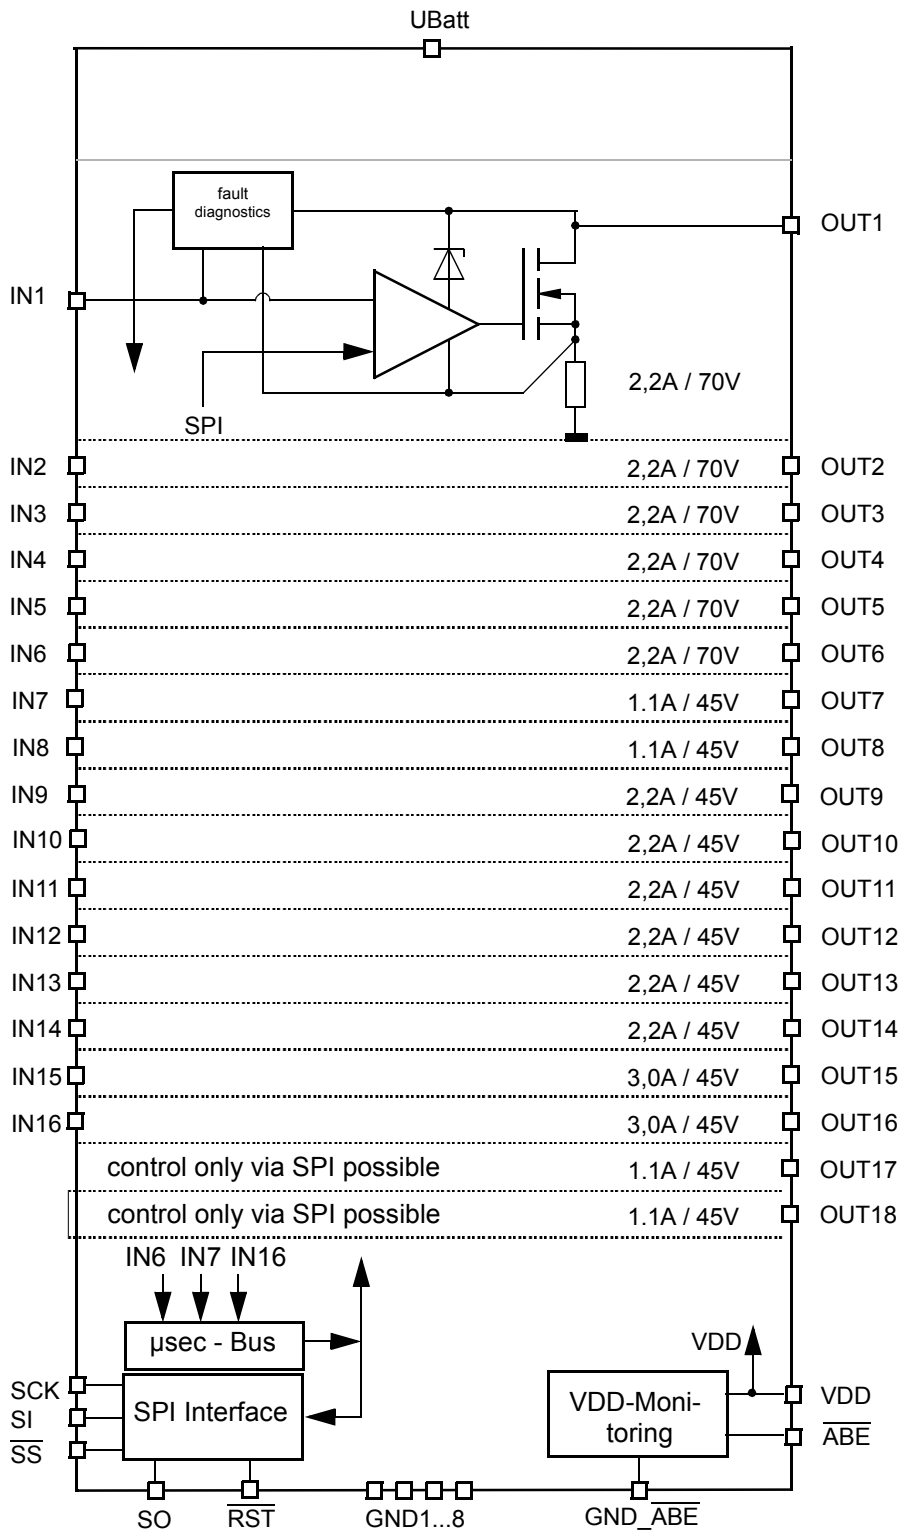 UBatt
fault
diagnostics
OUT1
IN1
2,2A / 70V
SPI
IN2 2,2A / 70V OUT2
IN3 2,2A / 70V OUT3
IN4 2,2A / 70V OUT4
IN5 2,2A / 70V OUT5
IN6 2,2A / 70V OUT6
IN7 1.1A / 45V OUT7
IN8 1.1A / 45V OUT8
IN9 2,2A / 45V OUT9
IN10 2,2A / 45V OUT10
IN11 2,2A / 45V OUT11
IN12 2,2A / 45V OUT12
IN13 2,2A / 45V OUT13
IN14 2,2A / 45V OUT14
IN15 3,0A / 45V OUT15
IN16 3,0A / 45V OUT16
control only via SPI possible 1.1A / 45V OUT17
control only via SPI possible 1.1A / 45V OUT18
IN6 IN7 IN16
µsec - Bus
VDD
SCK
SI
SS
SPI Interface
VDD-Moni-
toring
VDD
ABE
SO RST GND1...8 GND_ABE